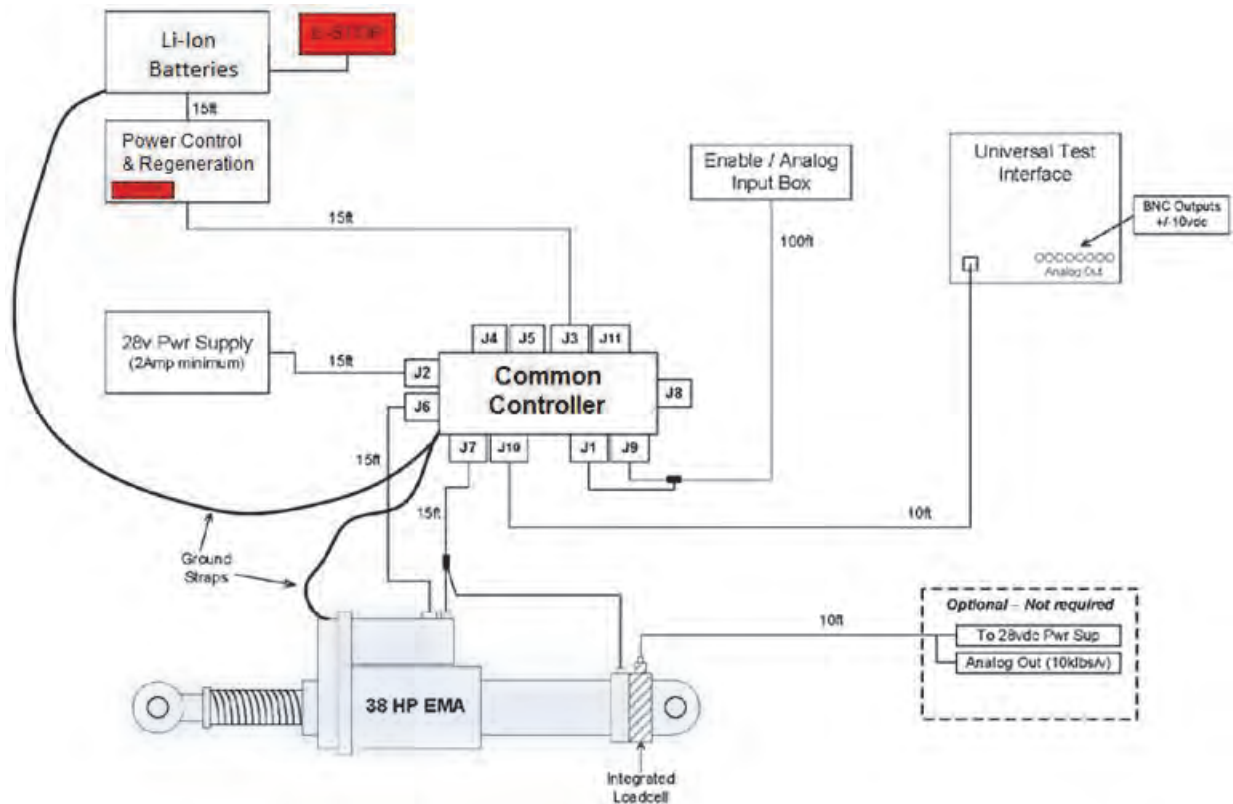 Li-Ion
Batteries
E-STOP
15ft
Power Control
& Regeneration
15ft
Enable / Analog
Input Box
100ft
Universal Test
Interface
BNC Outputs
+/-10vdc
Analog Out
28v Pwr Supply
(2Amp minimum)
15ft
J4
J5
J3
J11
J2
J6
Common
Controller
J8
J7
J10
J1
J9
15ft
15ft
10ft
Ground
Straps
10ft
Optional – Not required
To 28vdc Pwr Sup
Analog Out (10klbs/v)
38 HP EMA
Integrated
Loadcell